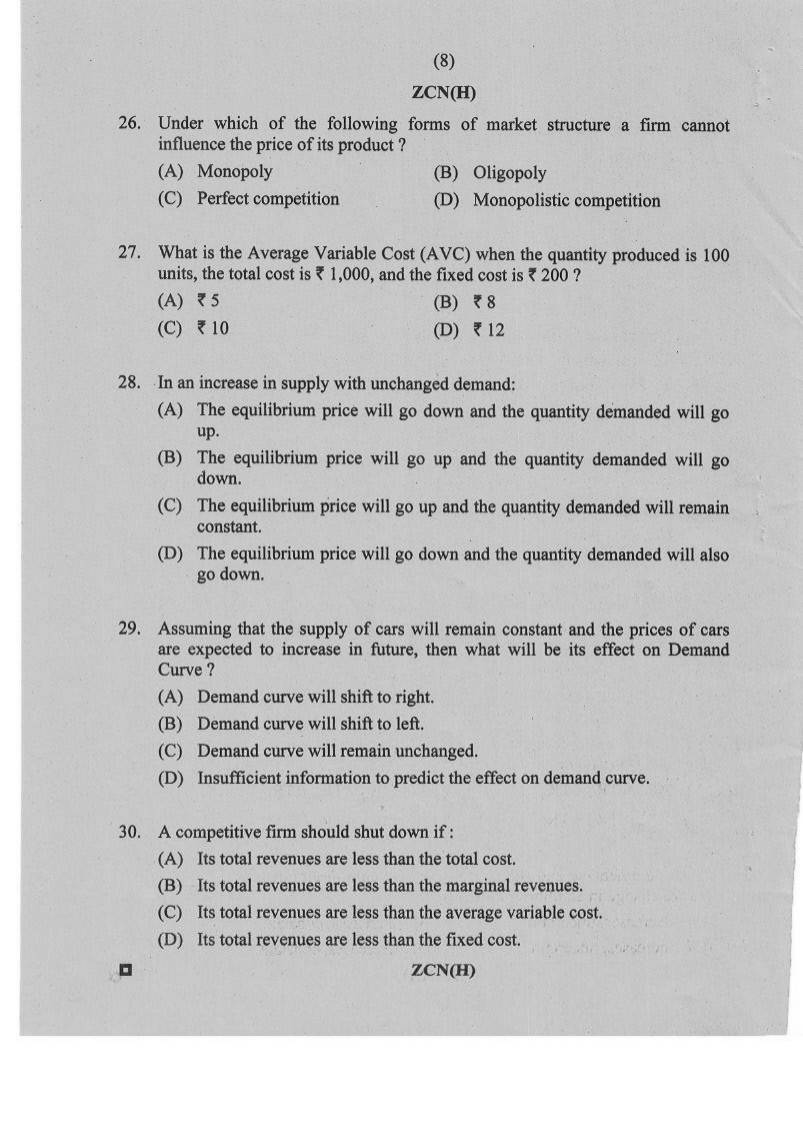 (8)
ZCN(H)
26. Under which of the following forms of market structure a firm cannot
influence the price of its product ?
(A) Monopoly (B) Oligopoly
(C) Perfect competition (D) Monopolistic competition
27. What is the Average Variable Cost (AVC) when the quantity produced is 100
units, the total cost is ₹ 1,000, and the fixed cost is ₹ 200 ?
(A) ₹ 5 (B) ₹ 8
(C) ₹ 10 (D) ₹ 12
28. In an increase in supply with unchanged demand:
(A) The equilibrium price will go down and the quantity demanded will go
up.
(B) The equilibrium price will go up and the quantity demanded will go
down.
(C) The equilibrium price will go up and the quantity demanded will remain
constant.
(D) The equilibrium price will go down and the quantity demanded will also
go down.
29. Assuming that the supply of cars will remain constant and the prices of cars
are expected to increase in future, then what will be its effect on Demand
Curve ?
(A) Demand curve will shift to right.
(B) Demand curve will shift to left.
(C) Demand curve will remain unchanged.
(D) Insufficient information to predict the effect on demand curve.
30. A competitive firm should shut down if :
(A) Its total revenues are less than the total cost.
(B) Its total revenues are less than the marginal revenues.
(C) Its total revenues are less than the average variable cost.
(D) Its total revenues are less than the fixed cost.
ZCN(H)